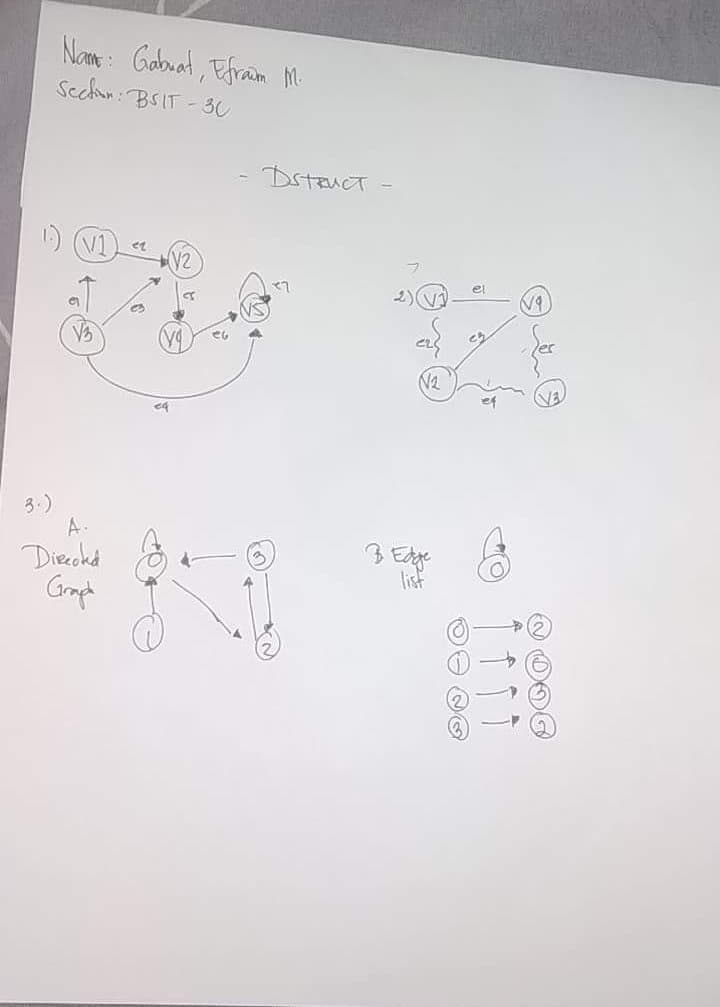 Name: Gabuat, Efraim M.
Section: BSIT - 3C
- DSTRUCT -
1.) V1 e2 V2
e1 e3 e5 e7
V3 V4 e6 V5
e4
2) V1 e1 V4
e2 e3 e5
V2 e4 V3
3.)
A.
Directed
Graph
0 3
1 2
B Edge
list
0
0 2
1 0
2 3
3 2